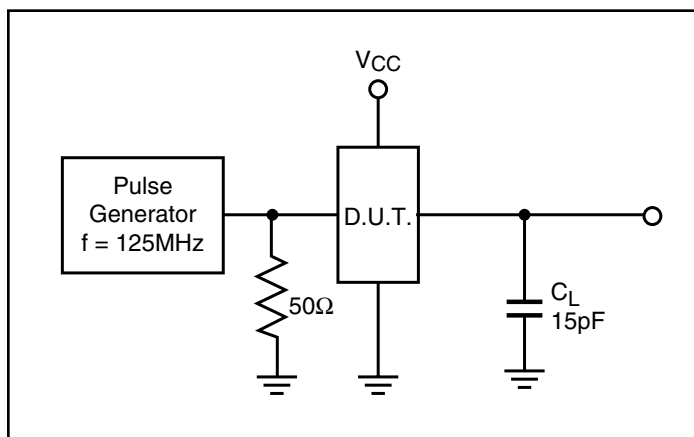 VCC
Pulse
Generator
f = 125MHz
D.U.T.
50Ω
CL
15pF